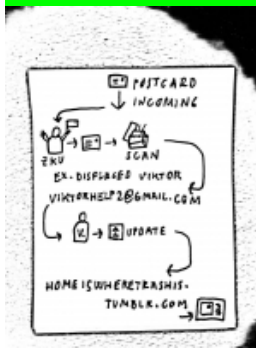 POSTCARD
INCOMING
ZKU SCAN
EX-DISPLACED VIKTOR
VIKTORHELP2@GMAIL.COM
UPDATE
HOMEISWHERETRASHIS.
TUMBLR.COM